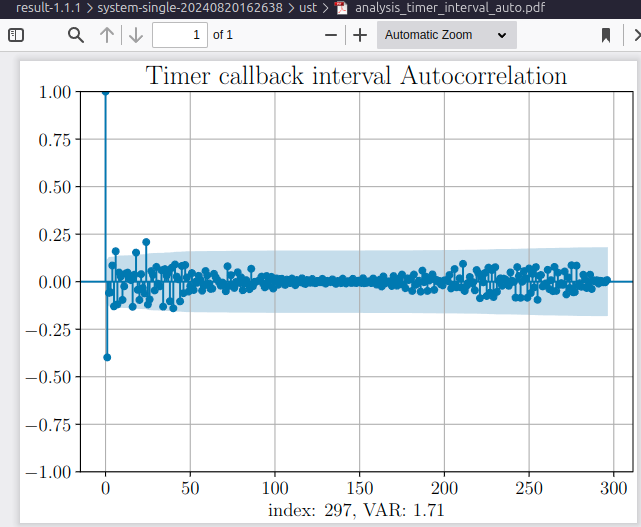 result-1.1.1 > system-single-20240820162638 > ust > analysis_timer_interval_auto.pdf
1 of 1 Automatic Zoom
Timer callback interval Autocorrelation
1.00
0.75
0.50
0.25
0.00
−0.25
−0.50
−0.75
−1.00
0 50 100 150 200 250 300
index: 297, VAR: 1.71